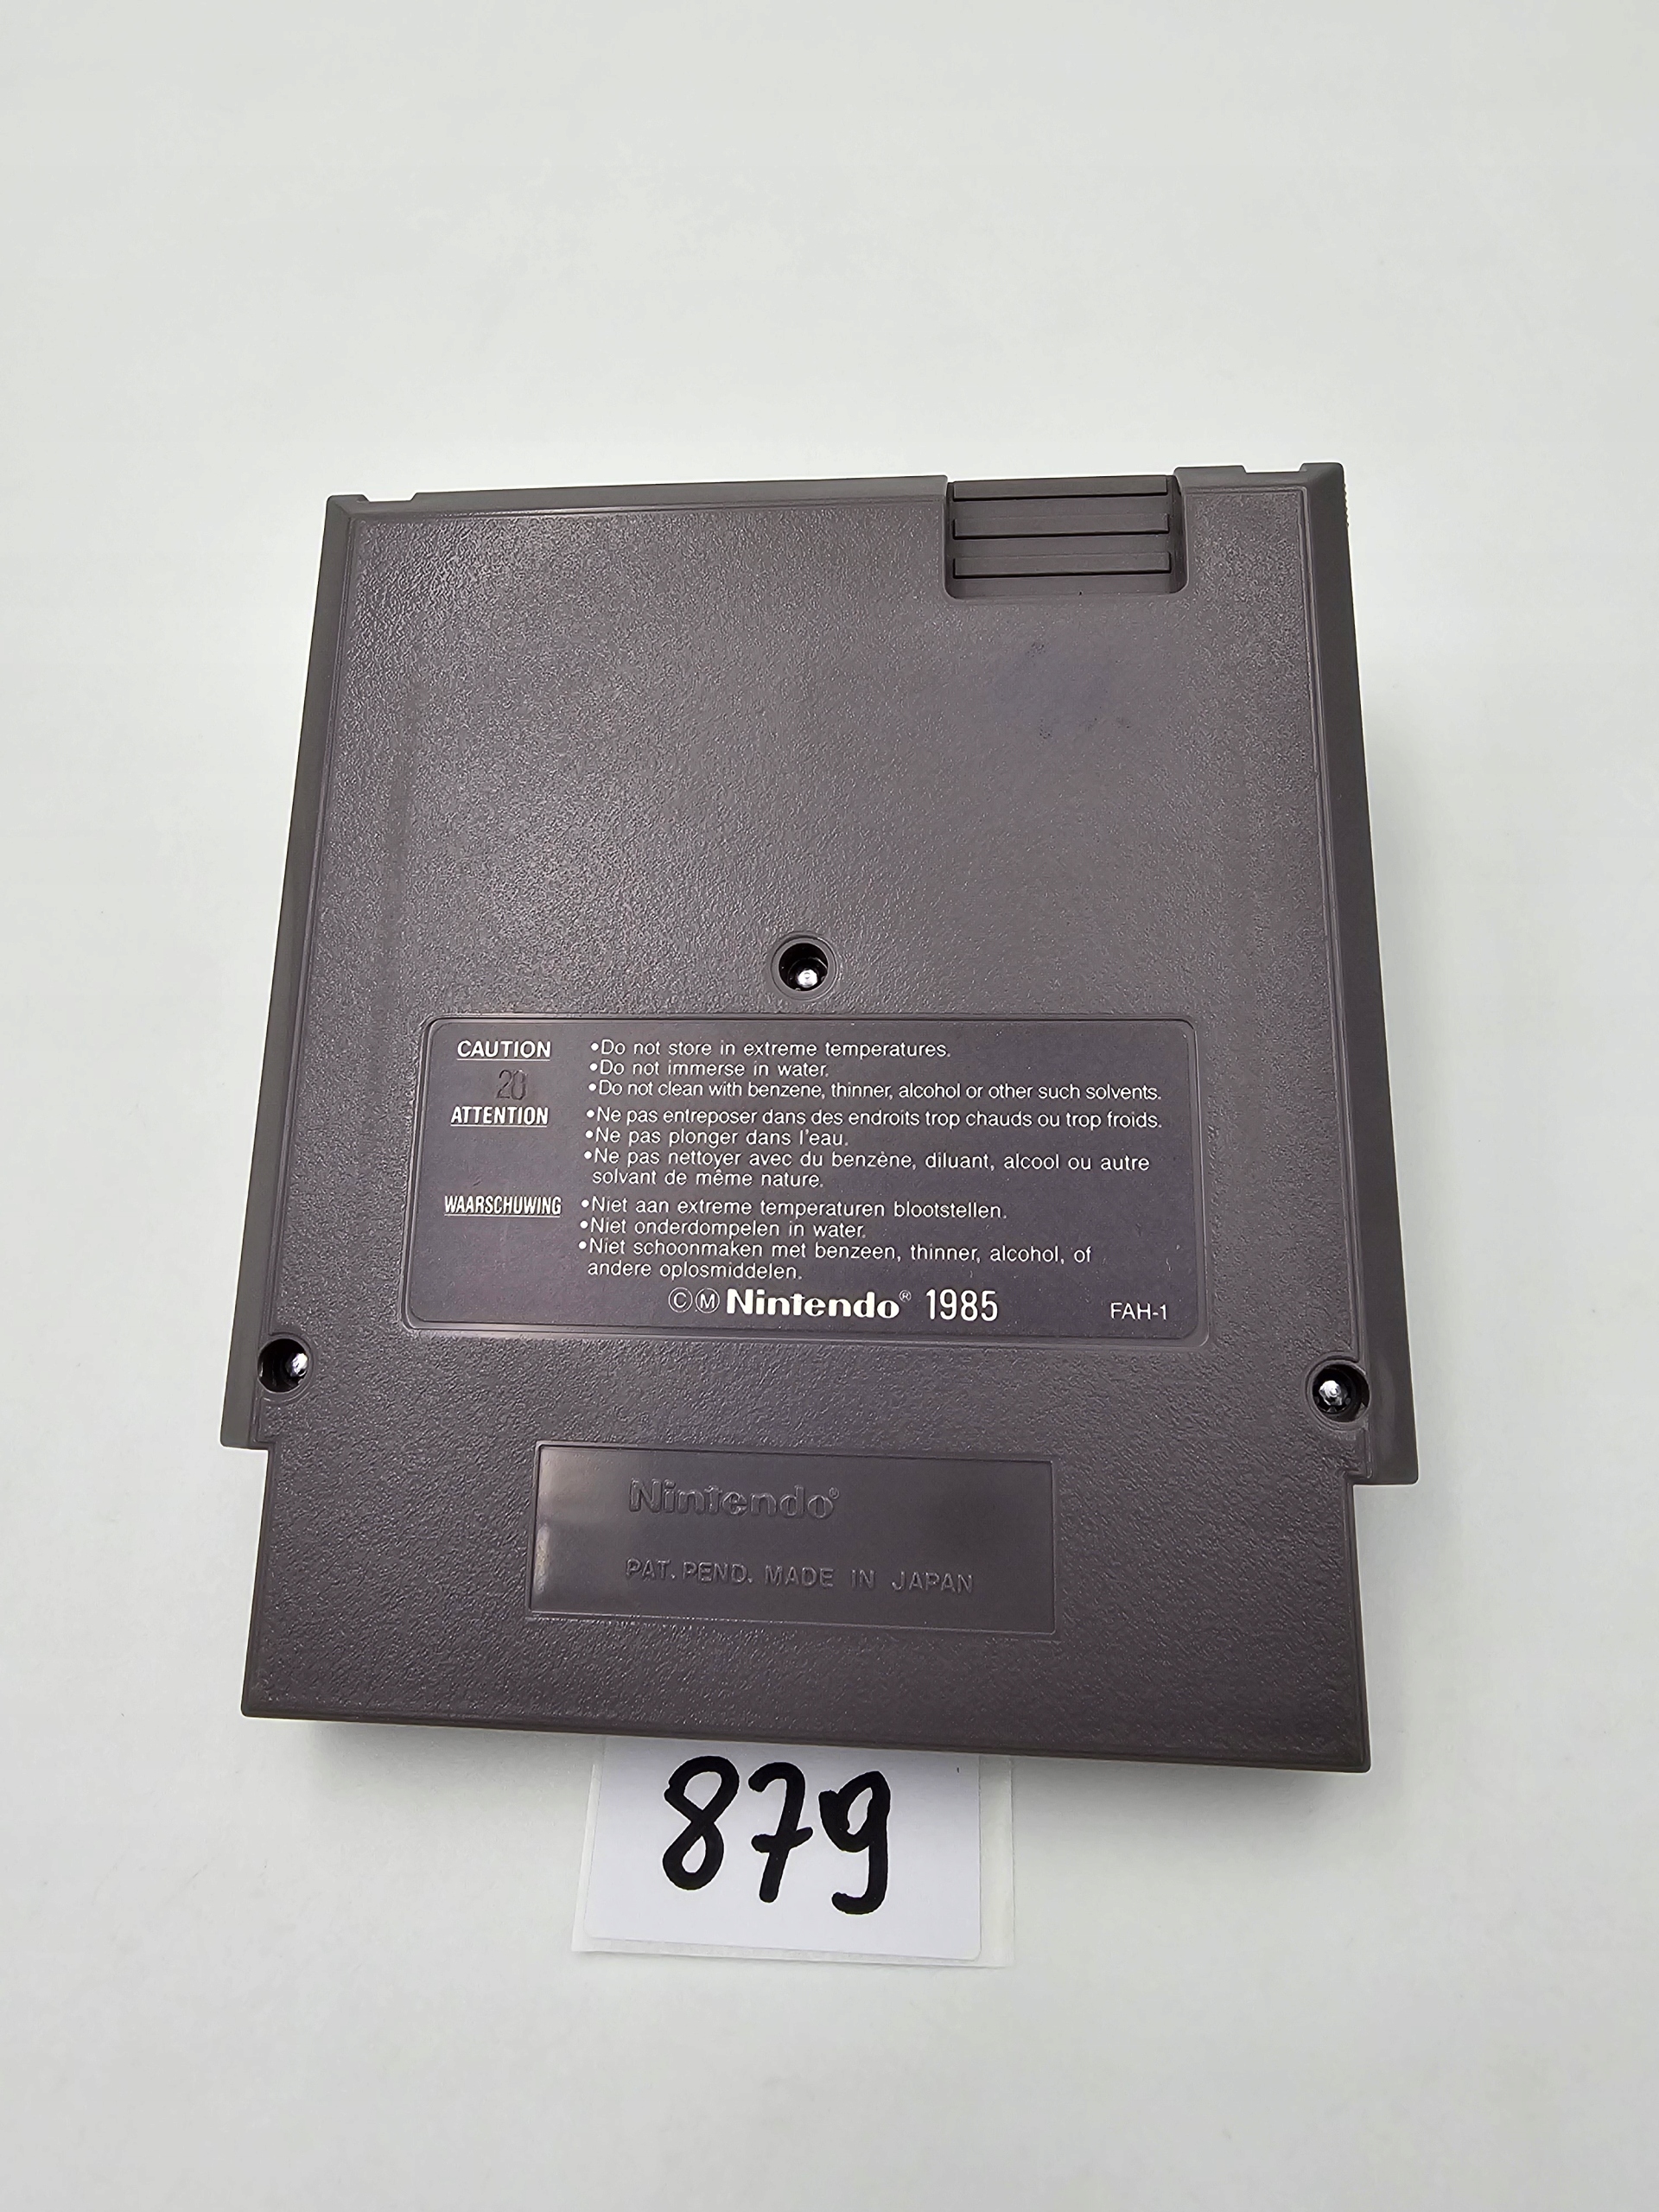 CAUTION •Do not store in extreme temperatures.
•Do not immerse in water.
•Do not clean with benzene, thinner, alcohol or other such solvents.
20
ATTENTION •Ne pas entreposer dans des endroits trop chauds ou trop froids.
•Ne pas plonger dans l'eau.
•Ne pas nettoyer avec du benzène, diluant, alcool ou autre
solvant de même nature.
WAARSCHUWING •Niet aan extreme temperaturen blootstellen.
•Niet onderdompelen in water.
•Niet schoonmaken met benzeen, thinner, alcohol, of
andere oplosmiddelen.
ⒸⓂ Nintendo® 1985 FAH-1
Nintendo®
PAT. PEND. MADE IN JAPAN
879